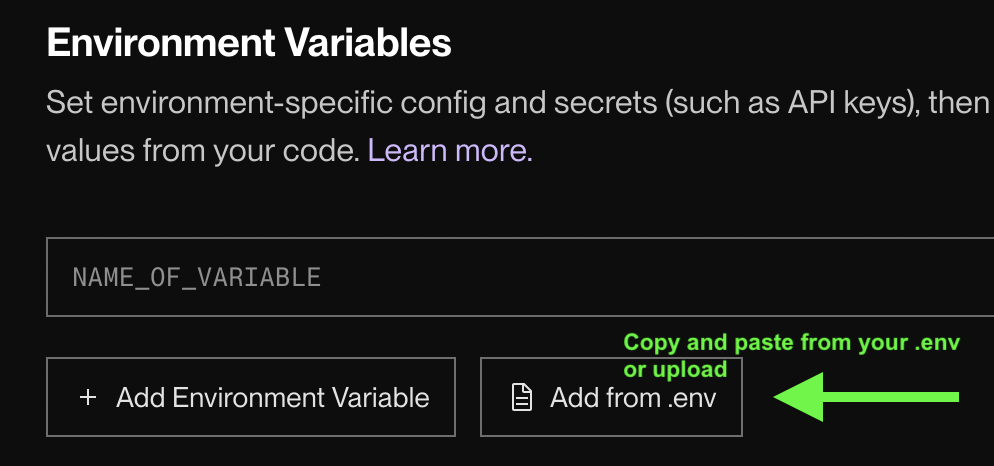 Environment Variables
Set environment-specific config and secrets (such as API keys), then
values from your code. Learn more.
NAME_OF_VARIABLE
Copy and paste from your .env
or upload
+ Add Environment Variable
Add from .env